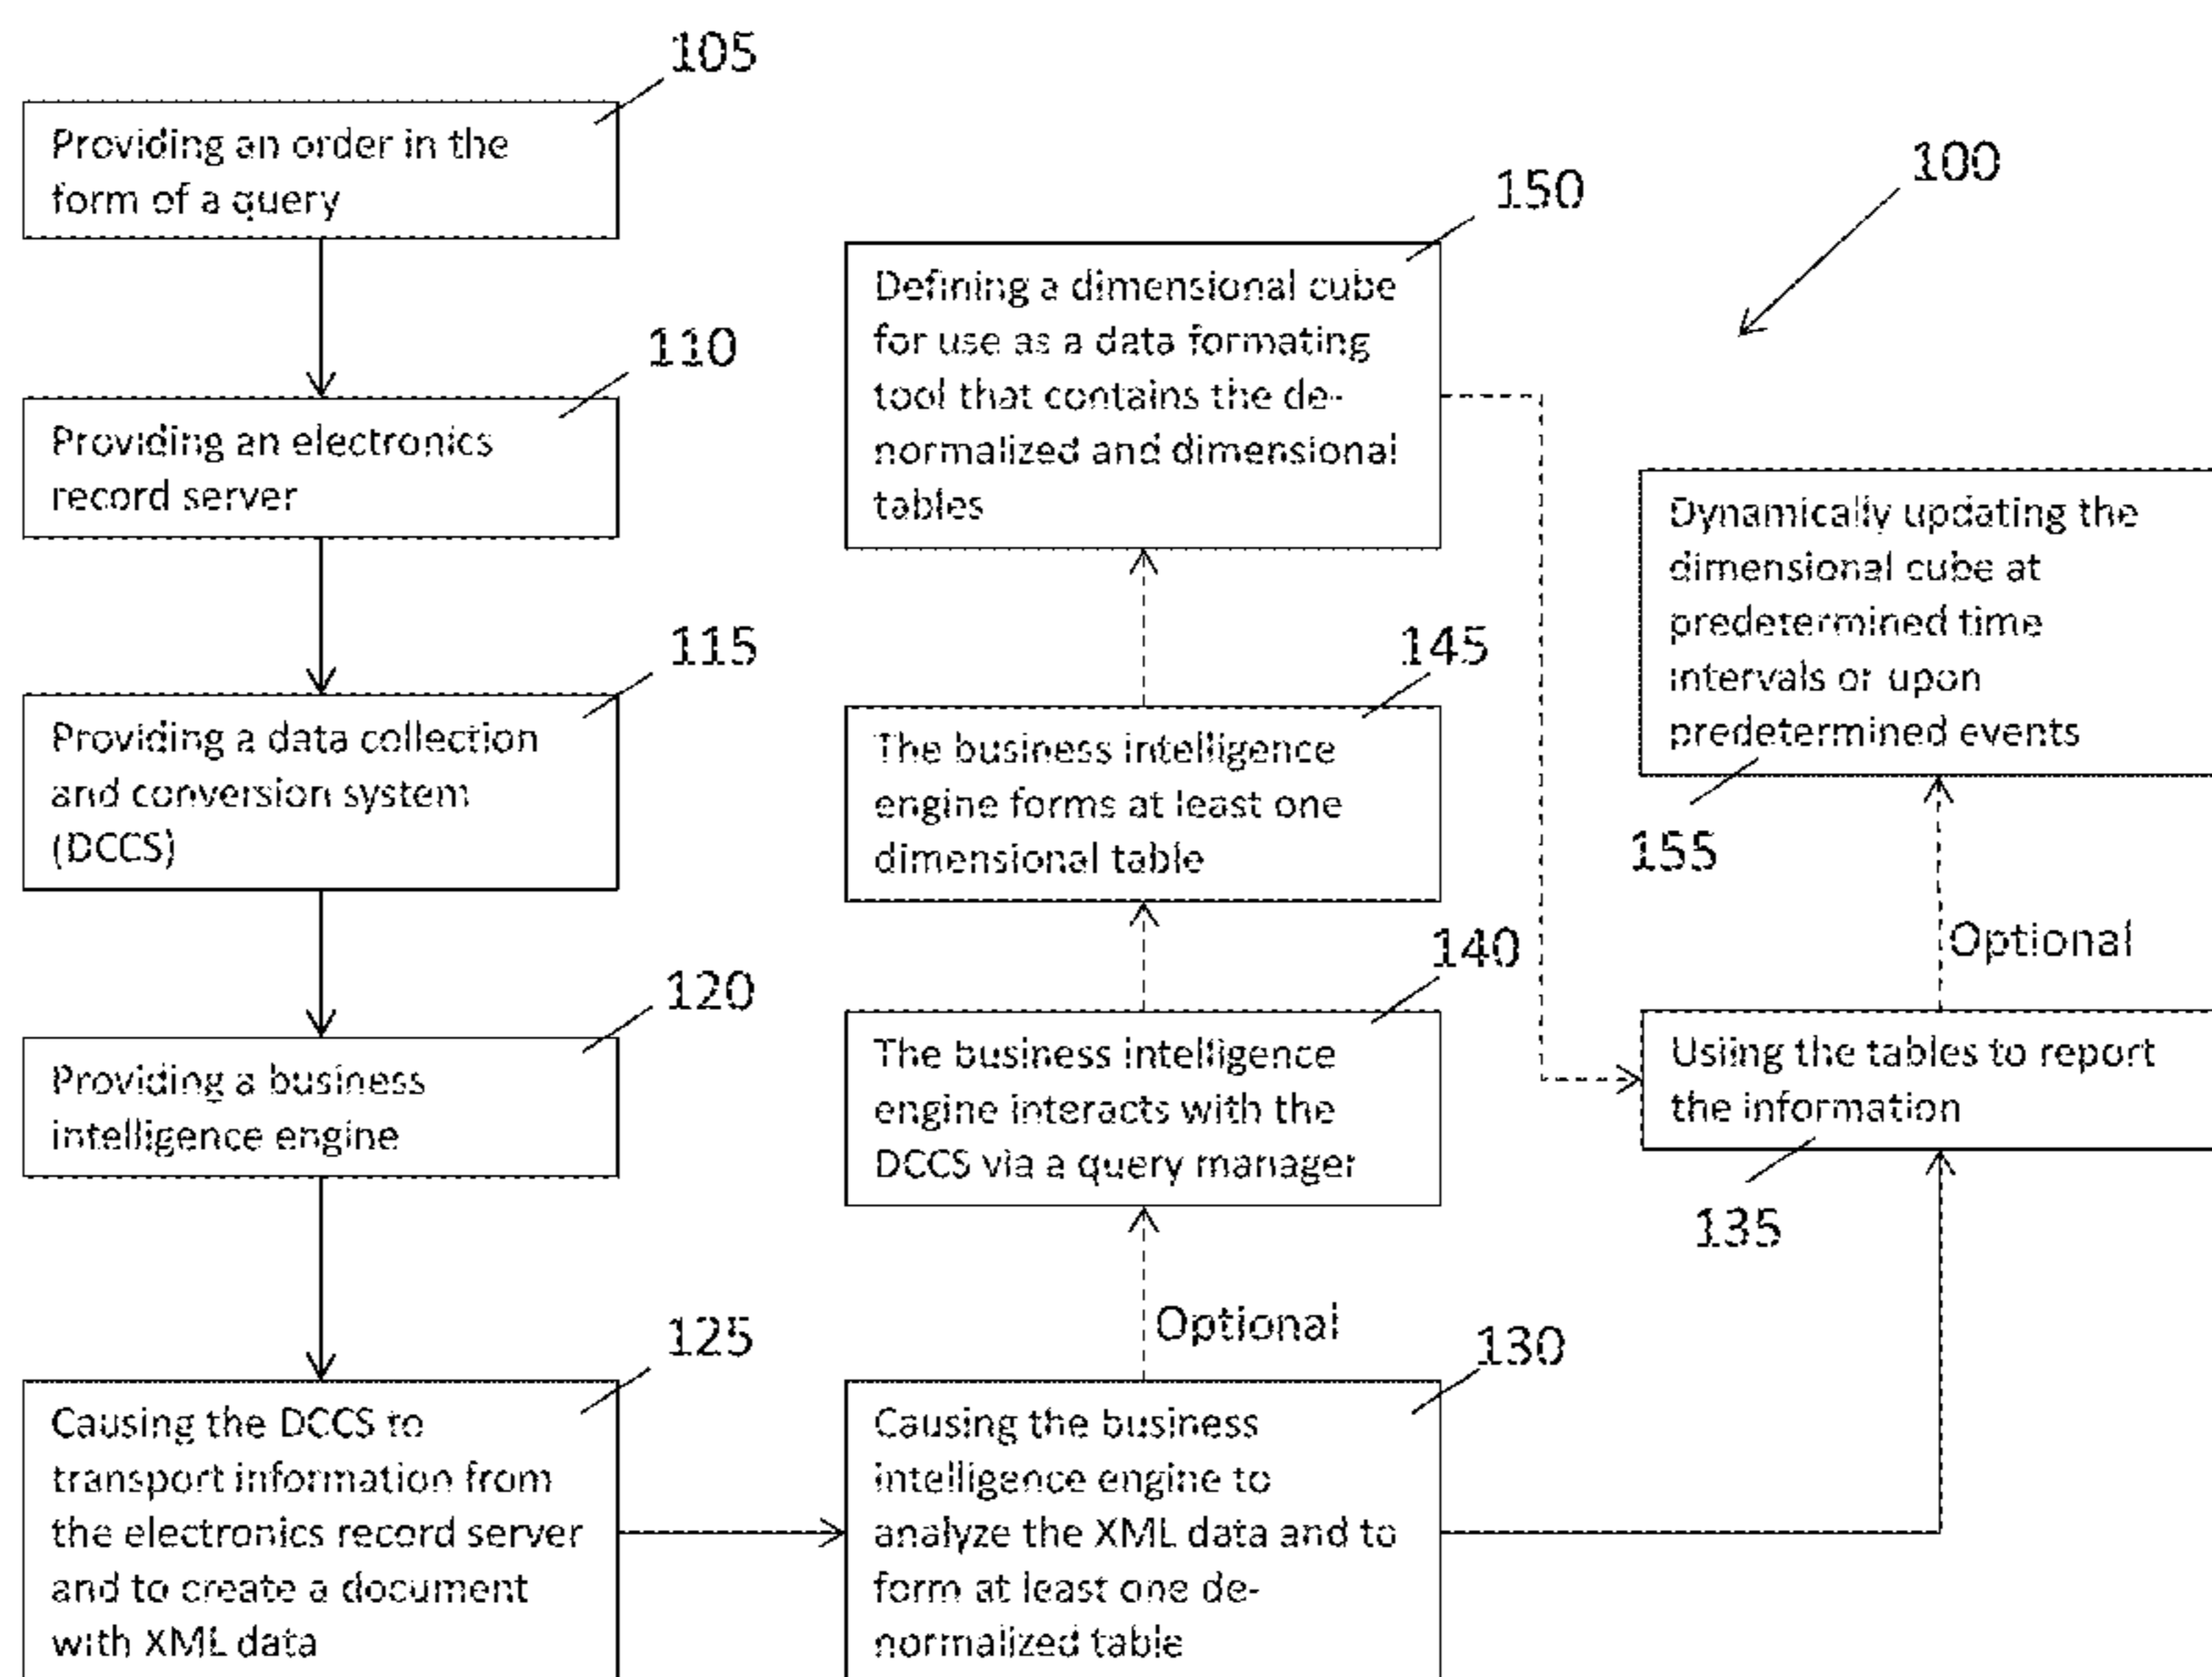 105
Providing an order in the
form of a query
110
Providing an electronics
record server
115
Providing a data collection
and conversion system
(DCCS)
120
Providing a business
intelligence engine
125
Causing the DCCS to
transport information from
the electronics record server
and to create a document
with XML data
150
Defining a dimensional cube
for use as a data formating
tool that contains the de-
normalized and dimensional
tables
145
The business intelligence
engine forms at least one
dimensional table
140
The business intelligence
engine interacts with the
DCCS via a query manager
Optional
130
Causing the business
intelligence engine to
analyze the XML data and to
form at least one de-
normalized table
100
Dynamically updating the
dimensional cube at
predetermined time
intervals or upon
predetermined events
155
Optional
Usiing the tables to report
the information
135